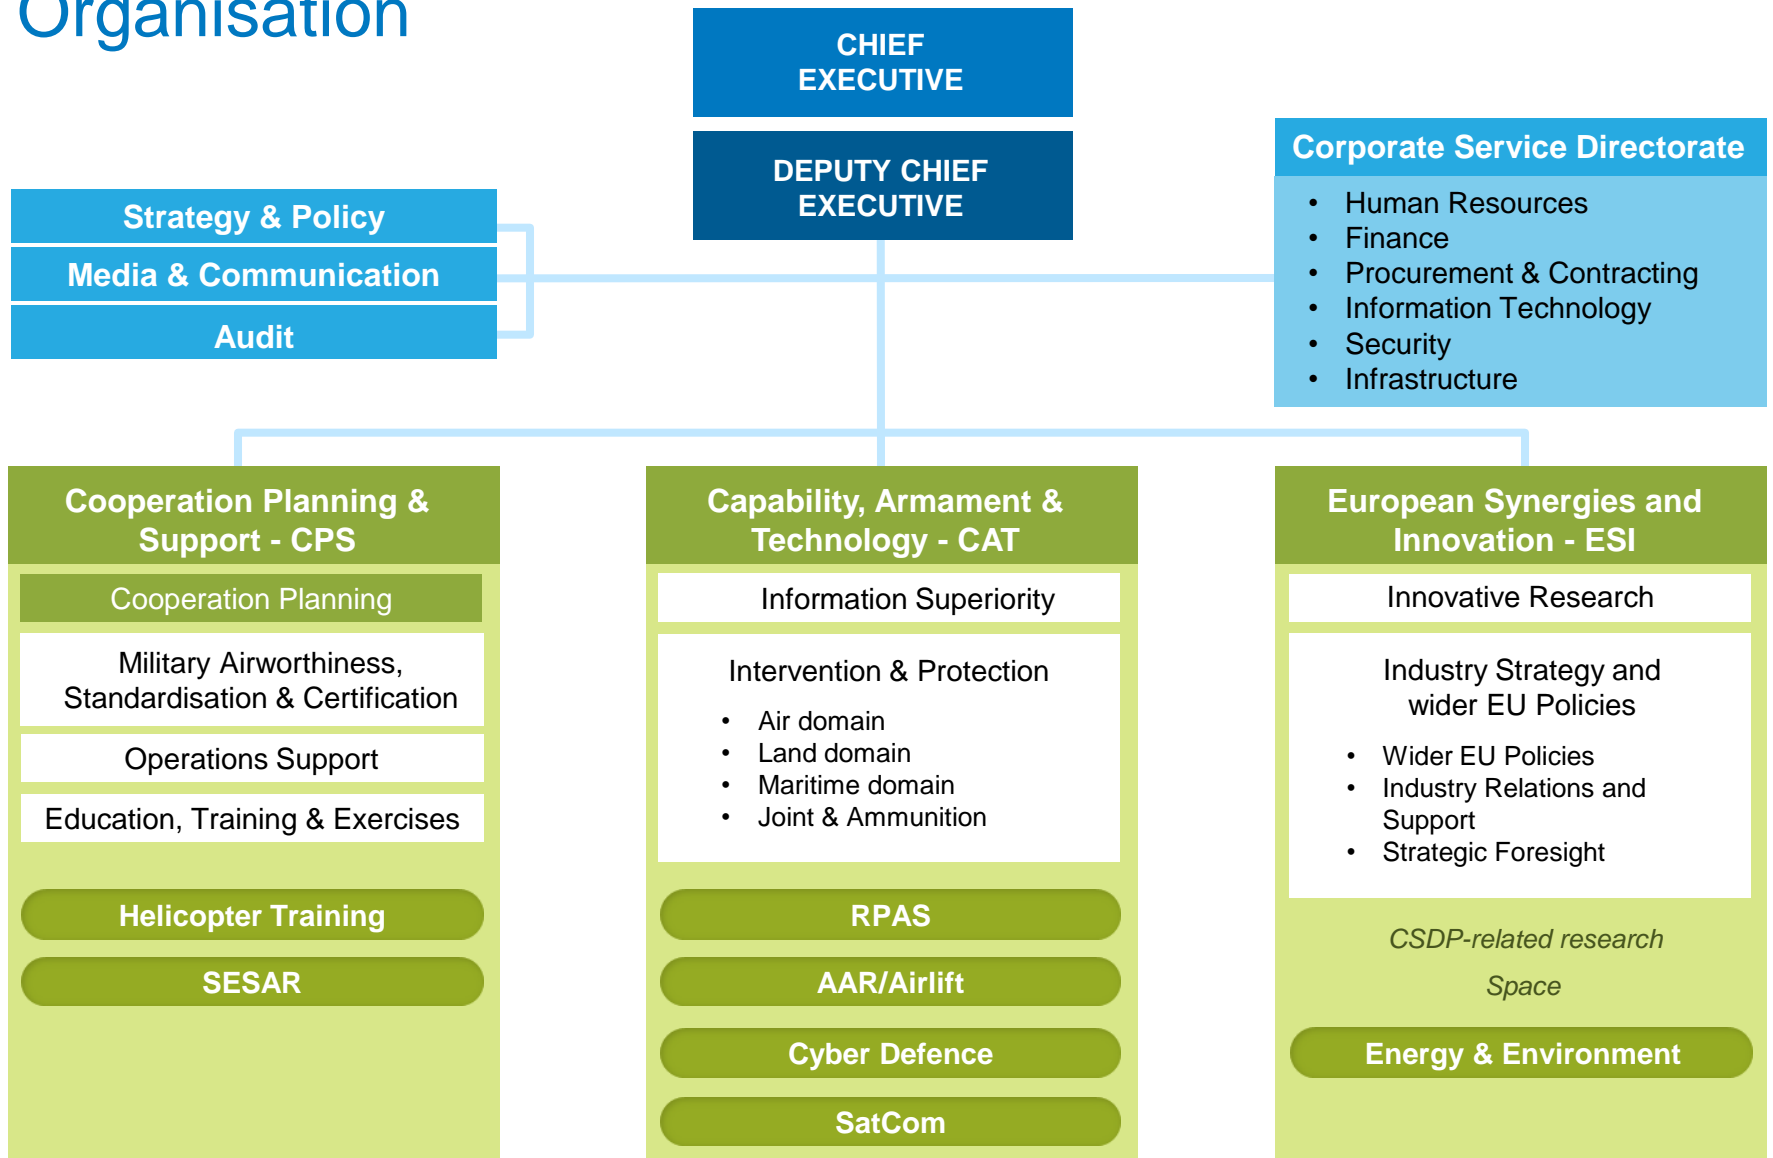 Organisation
CHIEF
EXECUTIVE
DEPUTY CHIEF
EXECUTIVE
Strategy & Policy
Media & Communication
Audit
Corporate Service Directorate
• Human Resources
• Finance
• Procurement & Contracting
• Information Technology
• Security
• Infrastructure
Cooperation Planning &
Support - CPS
Cooperation Planning
Military Airworthiness,
Standardisation & Certification
Operations Support
Education, Training & Exercises
Helicopter Training
SESAR
Capability, Armament &
Technology - CAT
Information Superiority
Intervention & Protection
• Air domain
• Land domain
• Maritime domain
• Joint & Ammunition
RPAS
AAR/Airlift
Cyber Defence
SatCom
European Synergies and
Innovation - ESI
Innovative Research
Industry Strategy and
wider EU Policies
• Wider EU Policies
• Industry Relations and
Support
• Strategic Foresight
CSDP-related research
Space
Energy & Environment